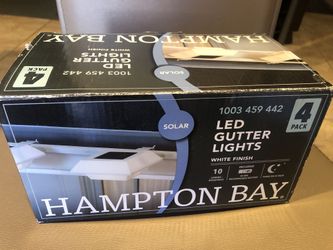 HAMPTON BAY
4
PACK
LED
GUTTER
LIGHTS
WHITE FINISH
1003 459 442
SOLAR
1003 459 442
4
PACK
LED
GUTTER
LIGHTS
WHITE FINISH
10
HAMPTON BAY